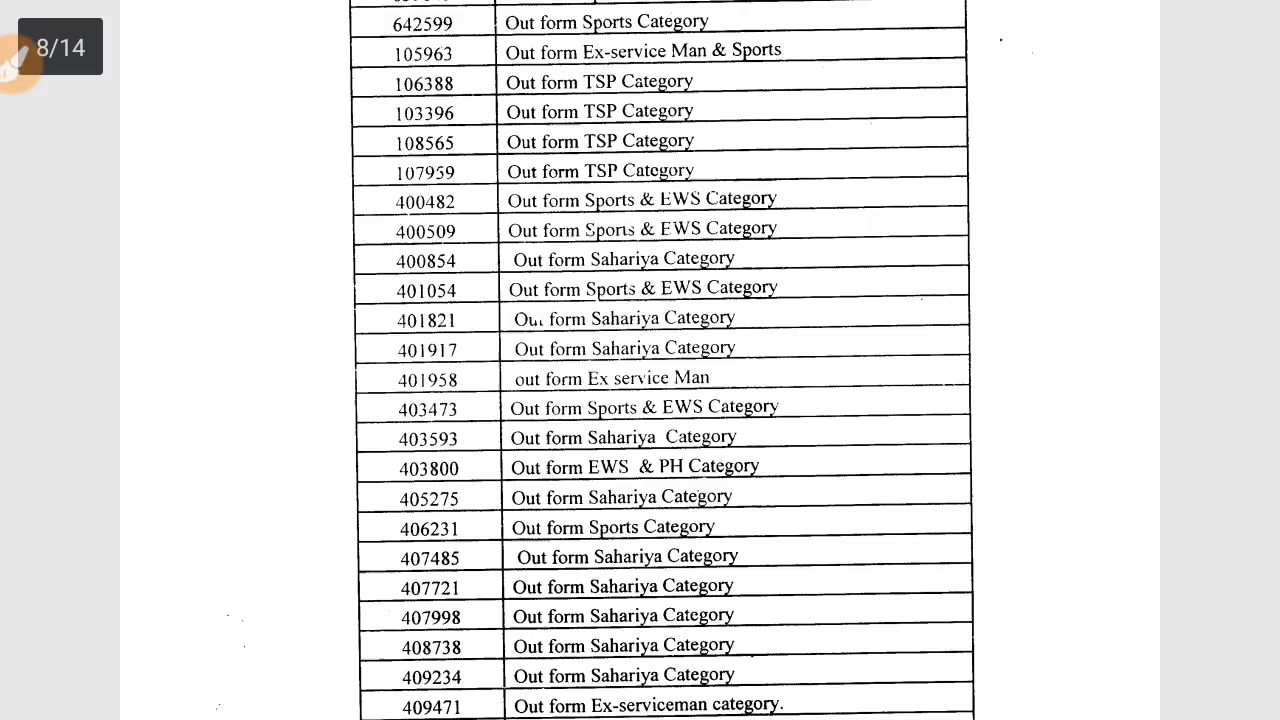 8/14
642599 Out form Sports Category
105963 Out form Ex-service Man & Sports
106388 Out form TSP Category
103396 Out form TSP Category
108565 Out form TSP Category
107959 Out form TSP Category
400482 Out form Sports & EWS Category
400509 Out form Sports & EWS Category
400854 Out form Sahariya Category
401054 Out form Sports & EWS Category
401821 Out form Sahariya Category
401917 Out form Sahariya Category
401958 out form Ex service Man
403473 Out form Sports & EWS Category
403593 Out form Sahariya Category
403800 Out form EWS & PH Category
405275 Out form Sahariya Category
406231 Out form Sports Category
407485 Out form Sahariya Category
407721 Out form Sahariya Category
407998 Out form Sahariya Category
408738 Out form Sahariya Category
409234 Out form Sahariya Category
409471 Out form Ex-serviceman category.